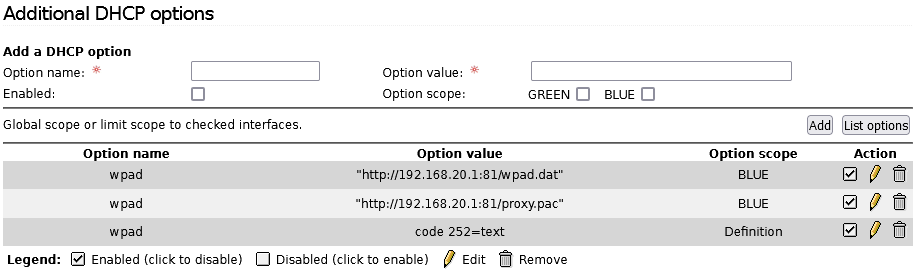 Additional DHCP options
Add a DHCP option
Option name: * Option value: *
Enabled: Option scope: GREEN BLUE
Global scope or limit scope to checked interfaces. Add List options
Option name Option value Option scope Action
wpad "http://192.168.20.1:81/wpad.dat" BLUE
wpad "http://192.168.20.1:81/proxy.pac" BLUE
wpad code 252=text Definition
Legend: Enabled (click to disable) Disabled (click to enable) Edit Remove